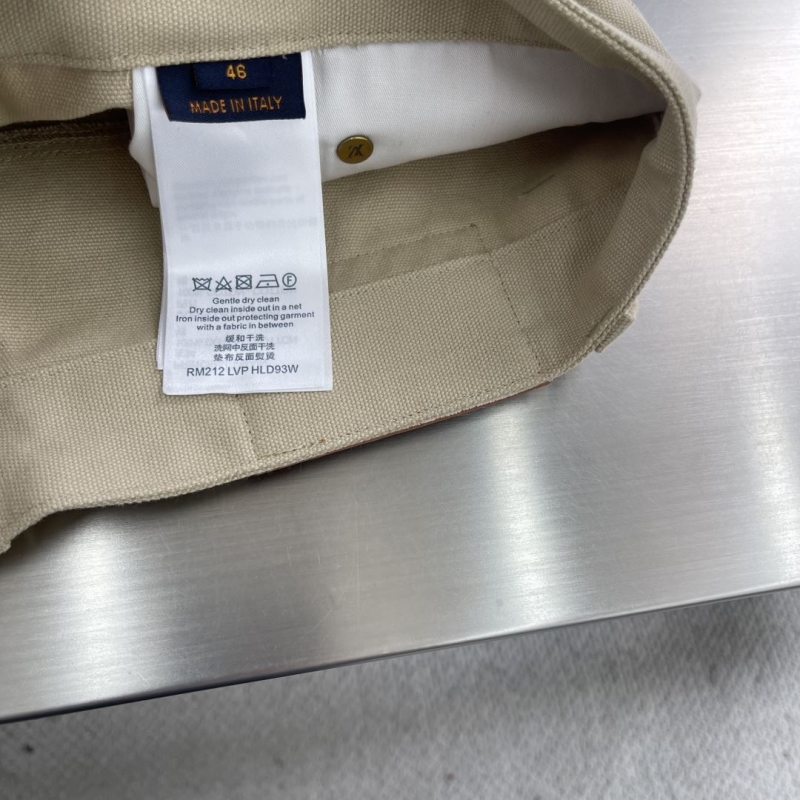 46
MADE IN ITALY
Gentle dry clean
Dry clean inside out in a net
Iron inside out protecting garment
with a fabric in between
缓和干洗
洗网中反面干洗
垫布反面熨烫
RM212 LVP HLD93W